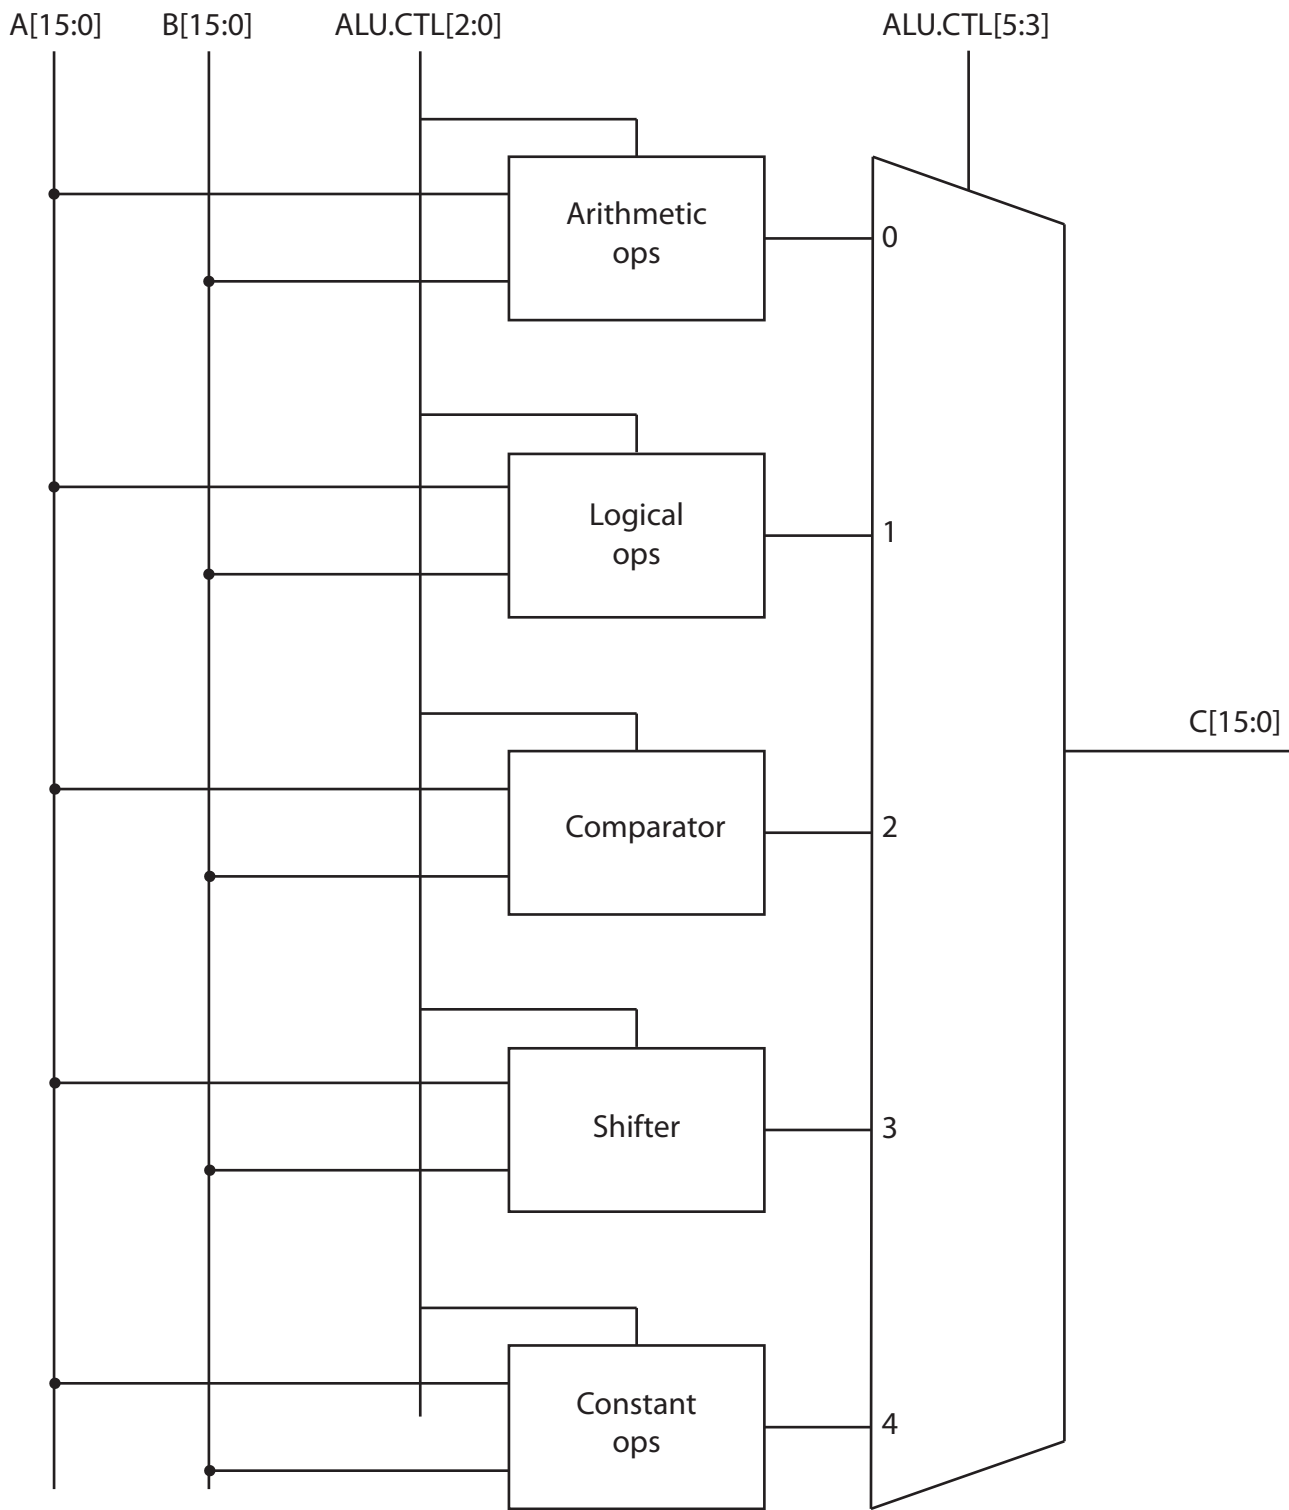 A[15:0] B[15:0] ALU.CTL[2:0] ALU.CTL[5:3]
Arithmetic
ops
0
Logical
ops
1
C[15:0]
Comparator
2
Shifter
3
Constant
ops
4